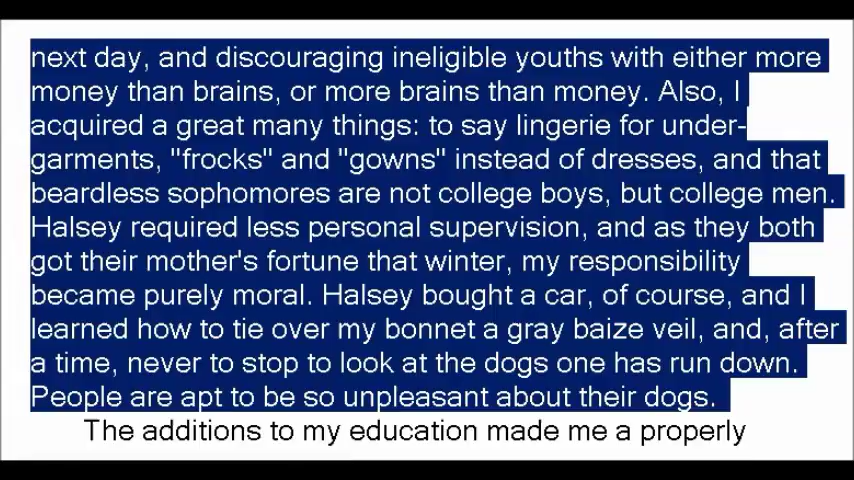 next day, and discouraging ineligible youths with either more
money than brains, or more brains than money. Also, I
acquired a great many things: to say lingerie for under-
garments, "frocks" and "gowns" instead of dresses, and that
beardless sophomores are not college boys, but college men.
Halsey required less personal supervision, and as they both
got their mother's fortune that winter, my responsibility
became purely moral. Halsey bought a car, of course, and I
learned how to tie over my bonnet a gray baize veil, and, after
a time, never to stop to look at the dogs one has run down.
People are apt to be so unpleasant about their dogs.
The additions to my education made me a properly